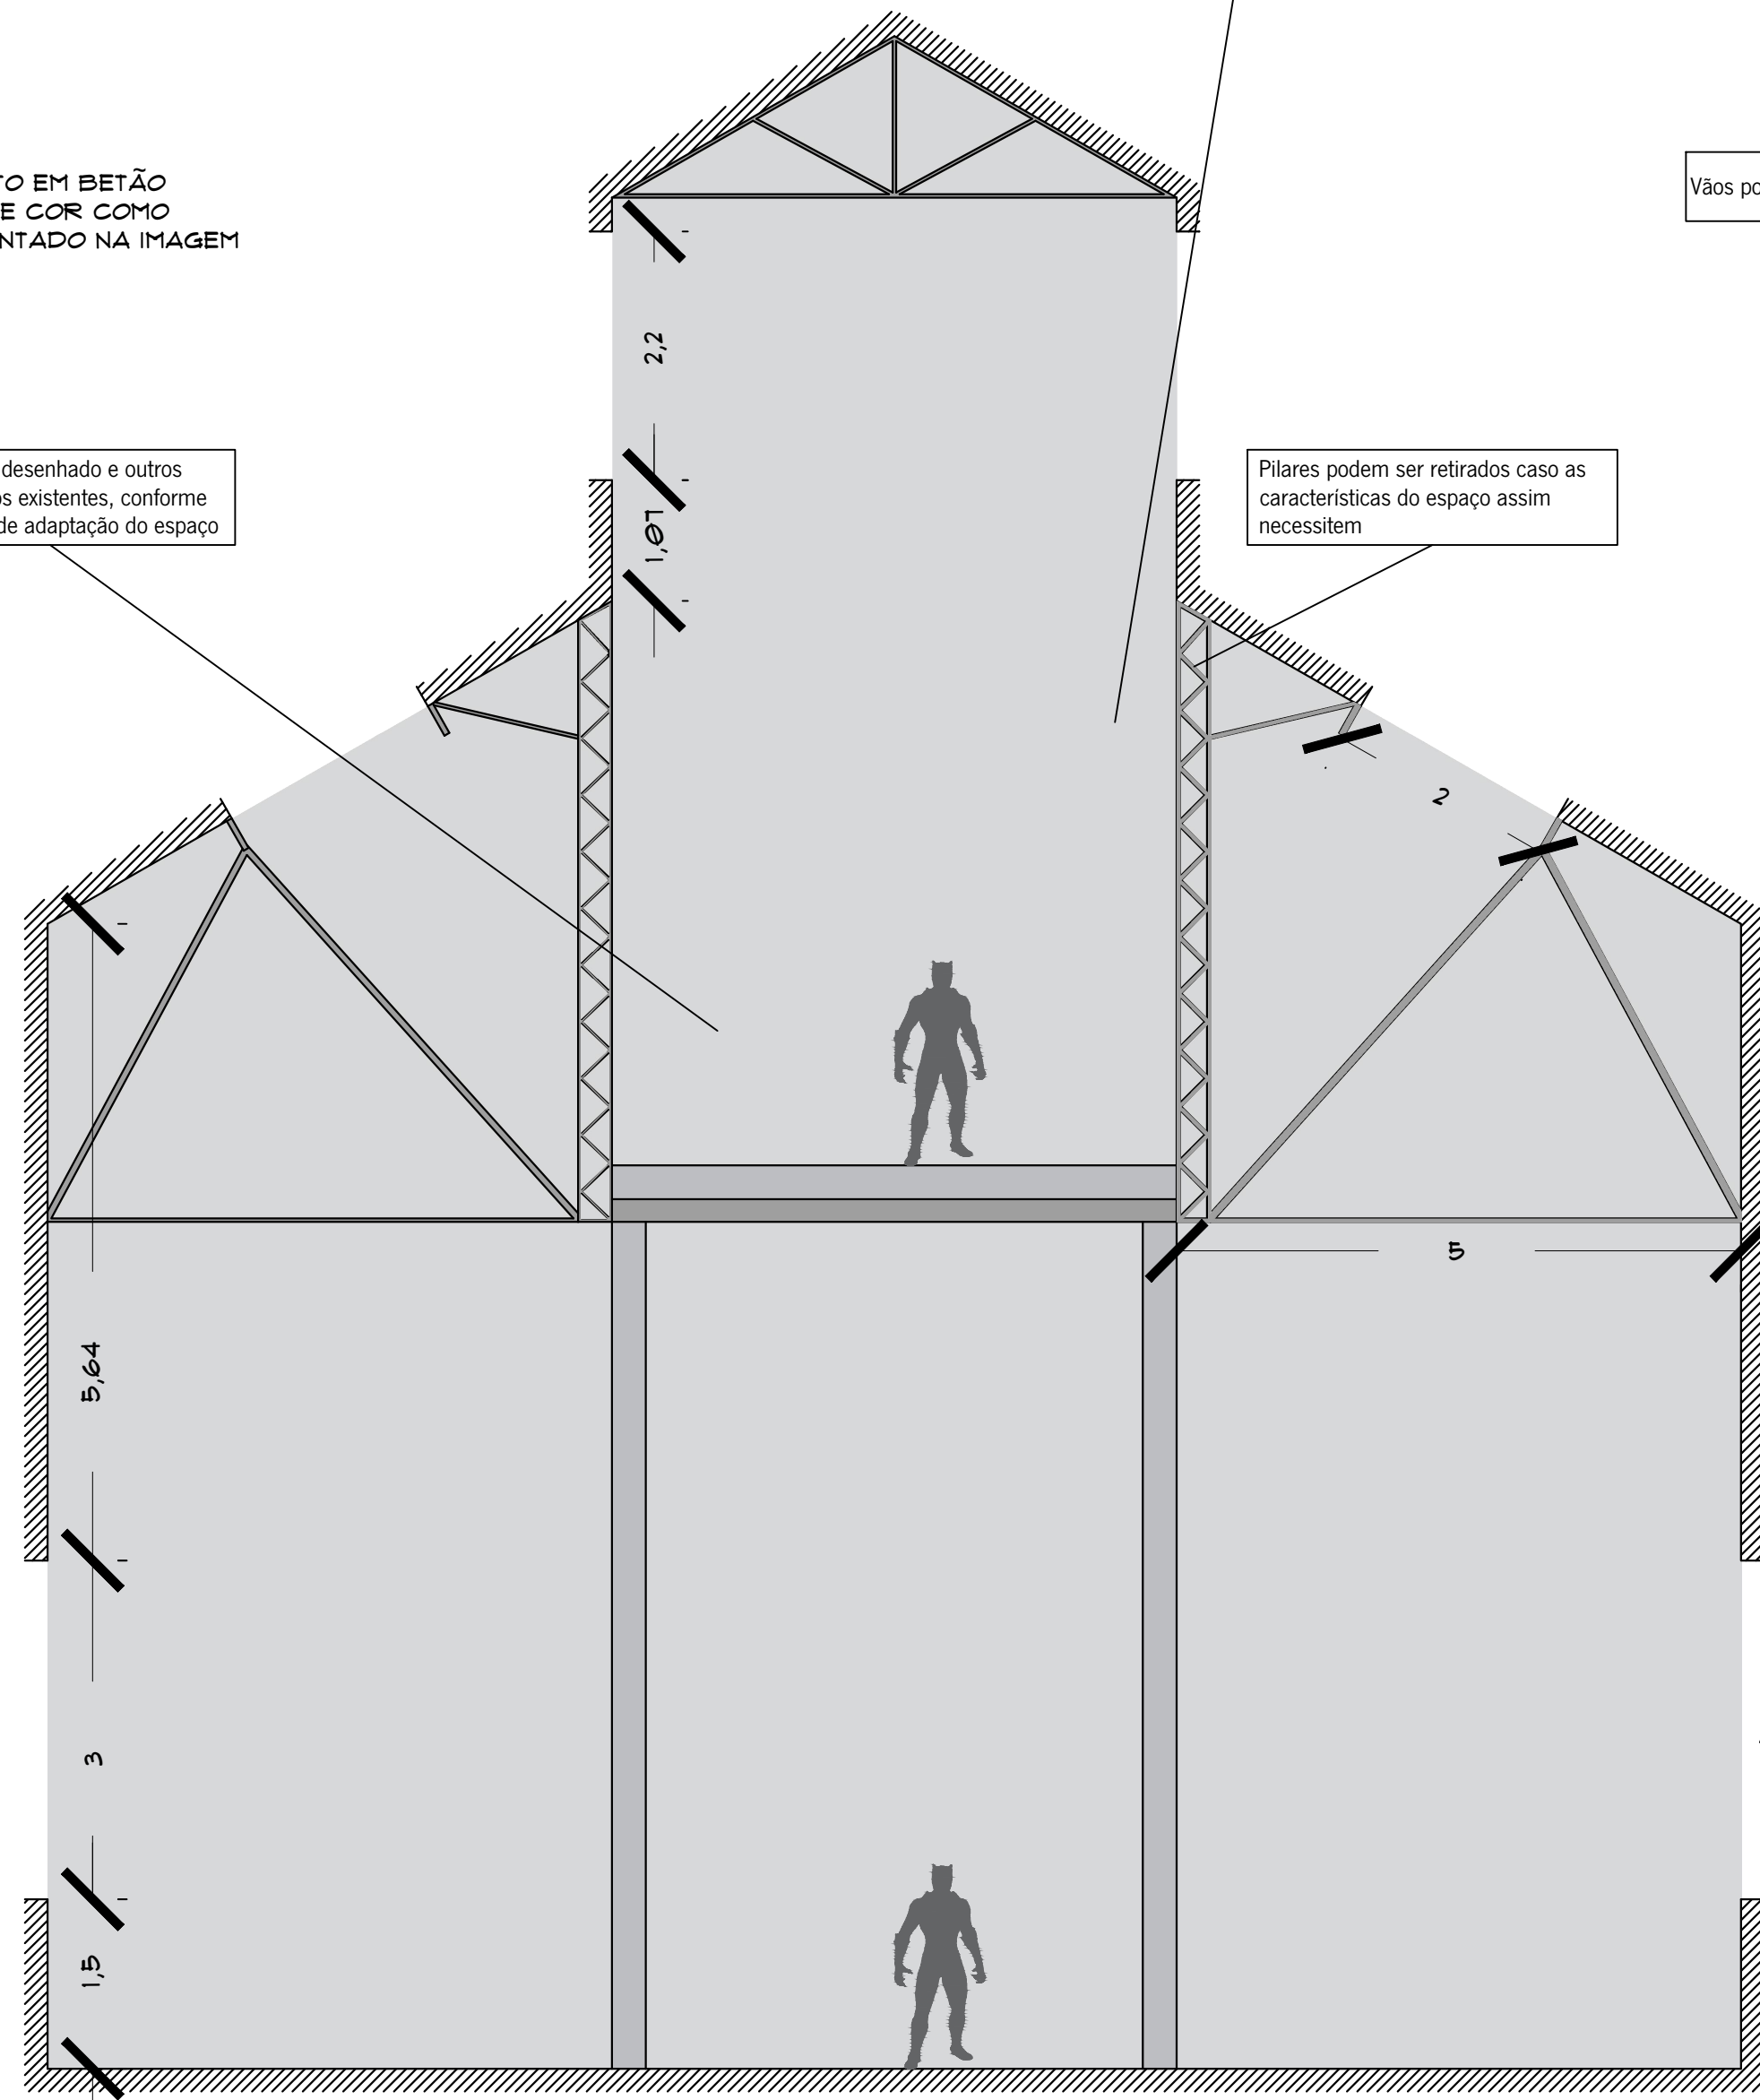 TO EM BETÃO
E COR COMO
NTADO NA IMAGEM
Vãos po
2,2
desenhado e outros
os existentes, conforme
de adaptação do espaço
1,07
Pilares podem ser retirados caso as
características do espaço assim
necessitem
2
5
5,64
3
1,5